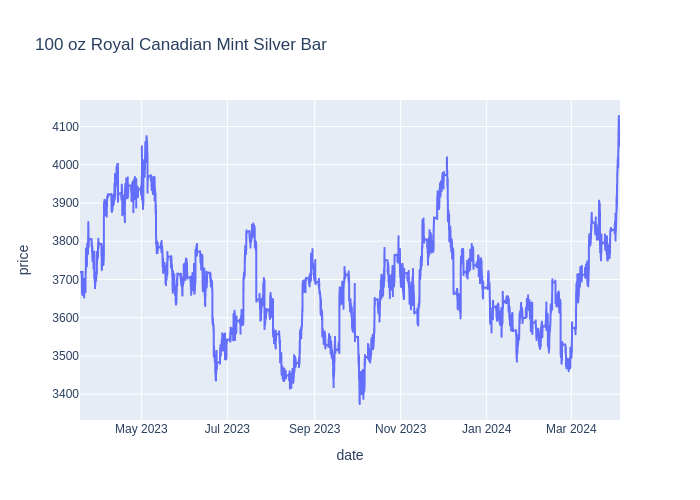 100 oz Royal Canadian Mint Silver Bar
price
4100
4000
3900
3800
3700
3600
3500
3400
May 2023 Jul 2023 Sep 2023 Nov 2023 Jan 2024 Mar 2024
date